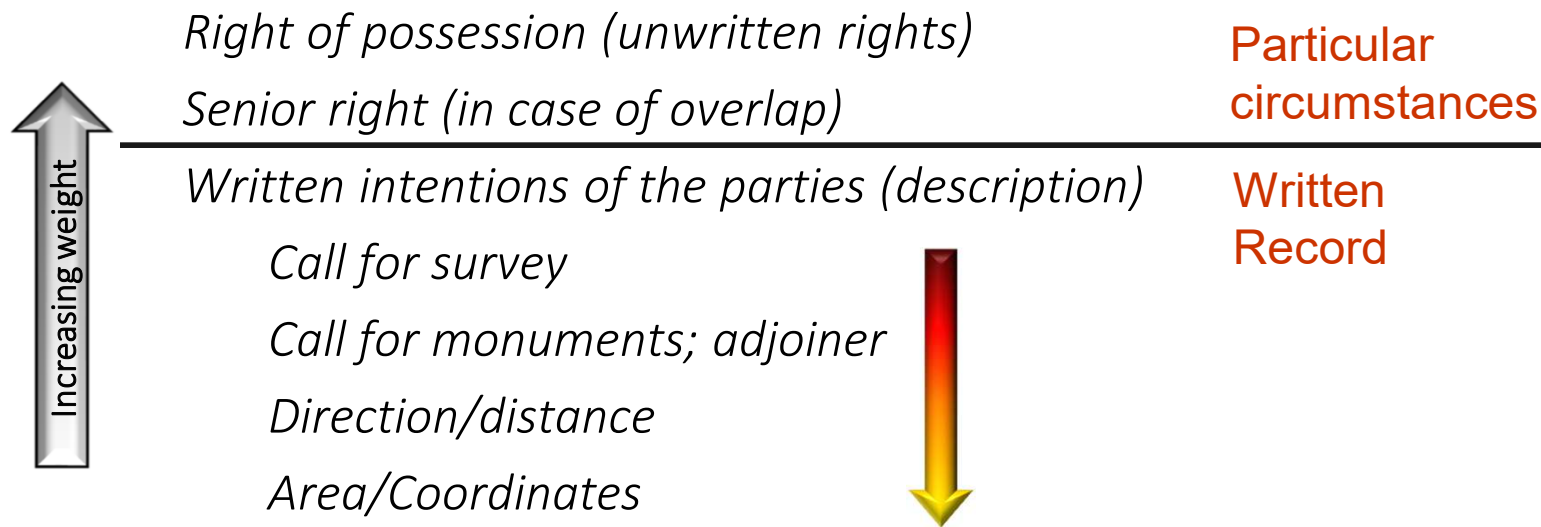 Right of possession (unwritten rights)
Senior right (in case of overlap)
Particular
circumstances
Increasing weight
Written intentions of the parties (description)
Call for survey
Call for monuments; adjoiner
Direction/distance
Area/Coordinates
Written
Record